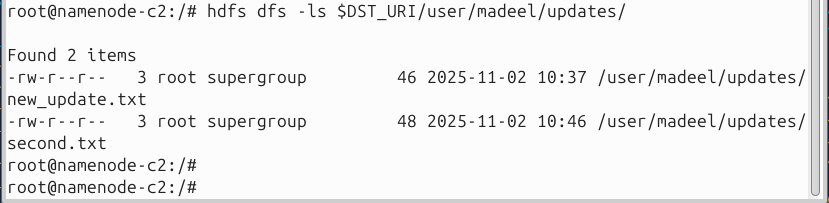 root@namenode-c2:/# hdfs dfs -ls $DST_URI/user/madeel/updates/
Found 2 items
-rw-r--r--   3 root supergroup         46 2025-11-02 10:37 /user/madeel/updates/
new_update.txt
-rw-r--r--   3 root supergroup         48 2025-11-02 10:46 /user/madeel/updates/
second.txt
root@namenode-c2:/#
root@namenode-c2:/#